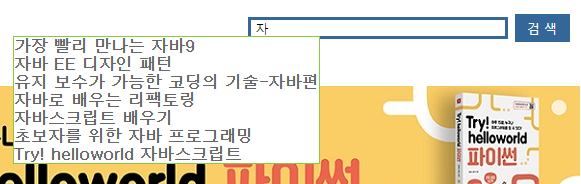 자
검 색
가장 빨리 만나는 자바9
자바 EE 디자인 패턴
유지 보수가 가능한 코딩의 기술-자바편
자바로 배우는 리팩토링
자바스크립트 배우기
초보자를 위한 자바 프로그래밍
Try! helloworld 자바스크립트
Try!
helloworld
파이썬
파이썬